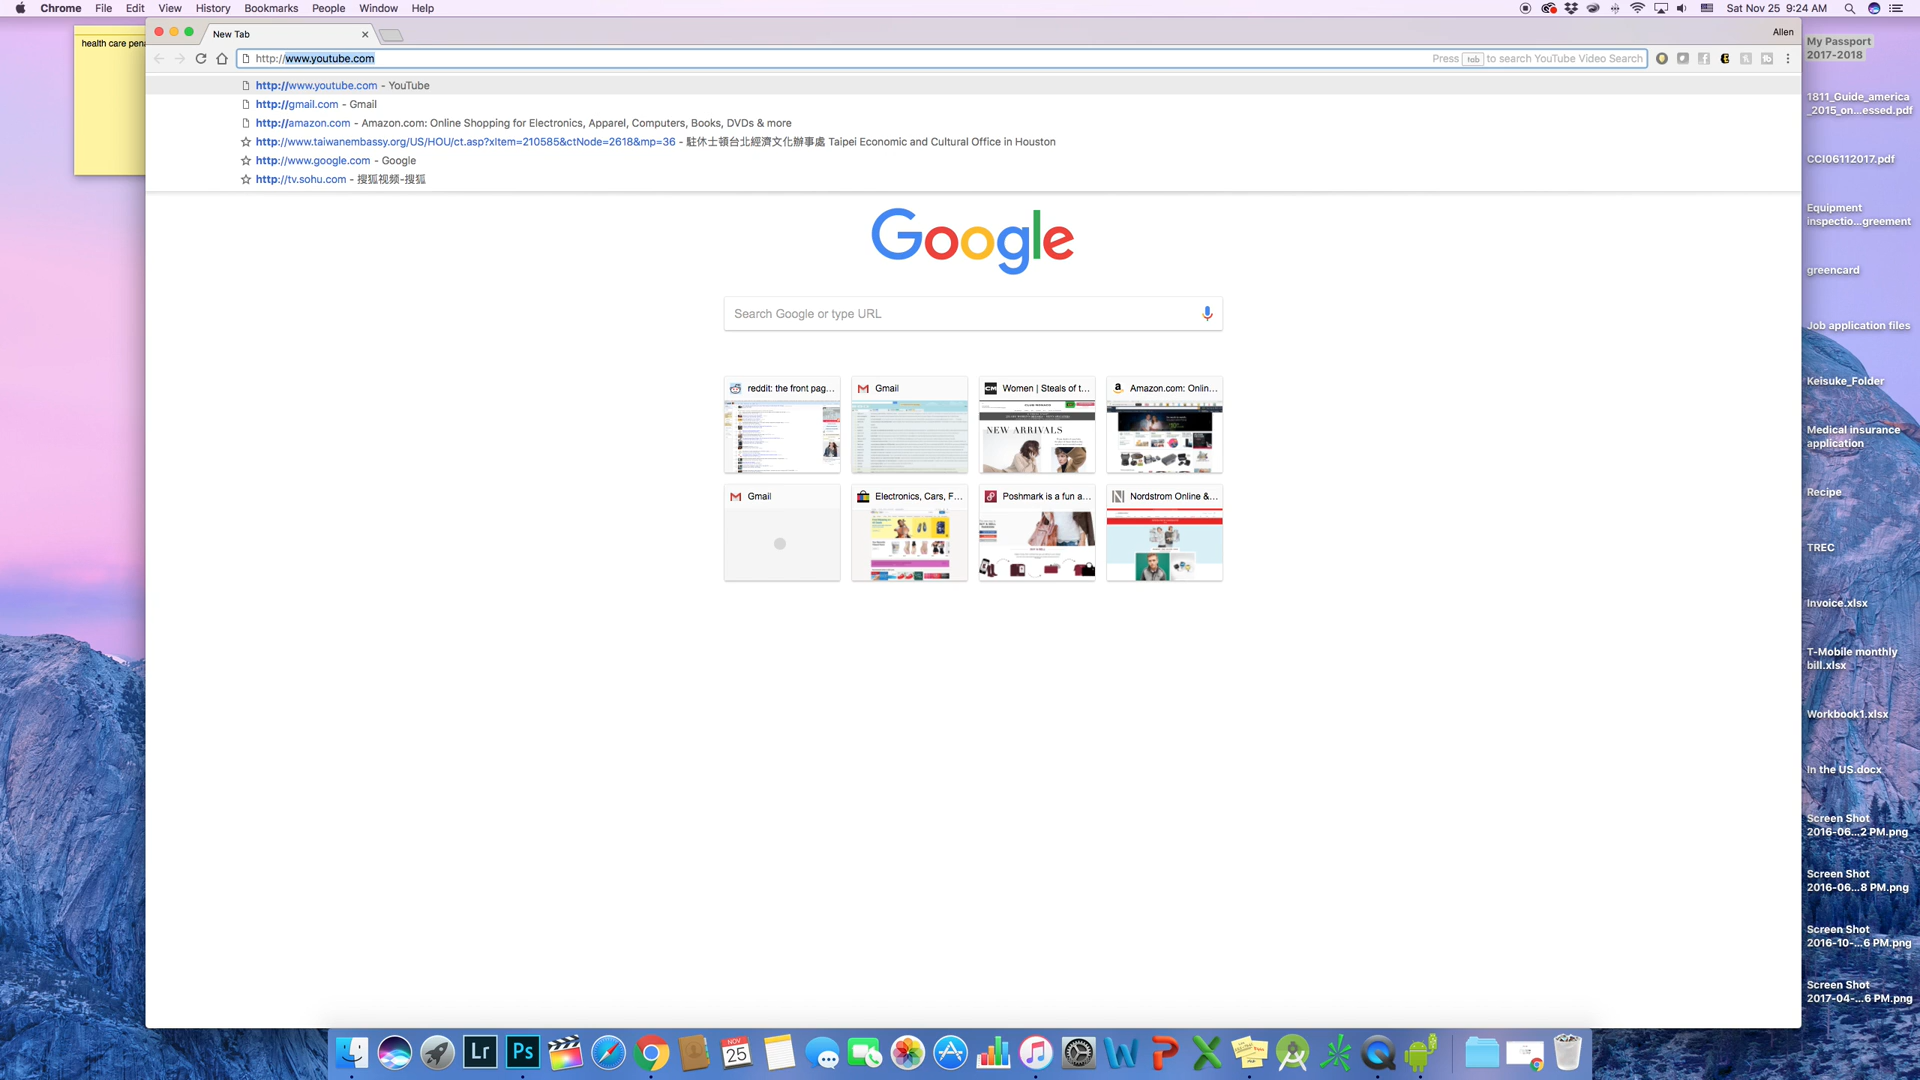 Chrome File Edit View History Bookmarks People Window Help
Sat Nov 25 9:24 AM
health care pena
New Tab
Allen
http://www.youtube.com
Press tab to search YouTube Video Search
http://www.youtube.com - YouTube
http://gmail.com - Gmail
http://amazon.com - Amazon.com: Online Shopping for Electronics, Apparel, Computers, Books, DVDs & more
http://www.taiwanembassy.org/US/HOU/ct.asp?xItem=210585&ctNode=2618&mp=36 - 駐休士頓台北經濟文化辦事處 Taipei Economic and Cultural Office in Houston
http://www.google.com - Google
http://tv.sohu.com - 搜狐视频-搜狐
Google
Search Google or type URL
reddit: the front pag...
Gmail
Women | Steals of t...
Amazon.com: Onlin...
NEW ARRIVALS
Gmail
Electronics, Cars, F...
Poshmark is a fun a...
Nordstrom Online &...
My Passport
2017-2018
1811_Guide_america
_2015_on...essed.pdf
CCI06112017.pdf
Equipment
inspectio...greement
greencard
Job application files
Keisuke_Folder
Medical insurance
application
Recipe
TREC
Invoice.xlsx
T-Mobile monthly
bill.xlsx
Workbook1.xlsx
In the US.docx
Screen Shot
2016-06...2 PM.png
Screen Shot
2016-06...8 PM.png
Screen Shot
2016-10-...6 PM.png
Screen Shot
2017-04-...6 PM.png
Lr
Ps
NOV
25